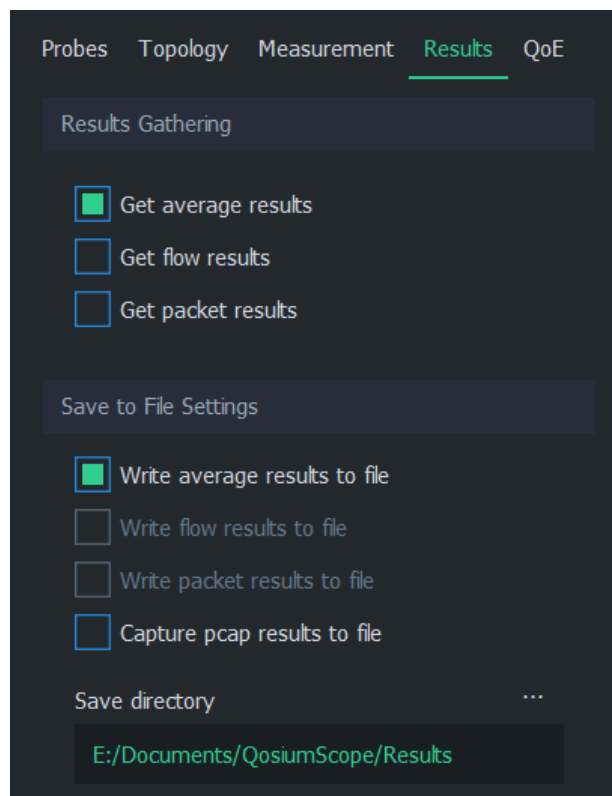 Probes Topology Measurement Results QoE
Results Gathering
Get average results
Get flow results
Get packet results
Save to File Settings
Write average results to file
Write flow results to file
Write packet results to file
Capture pcap results to file
Save directory ...
E:/Documents/QosiumScope/Results